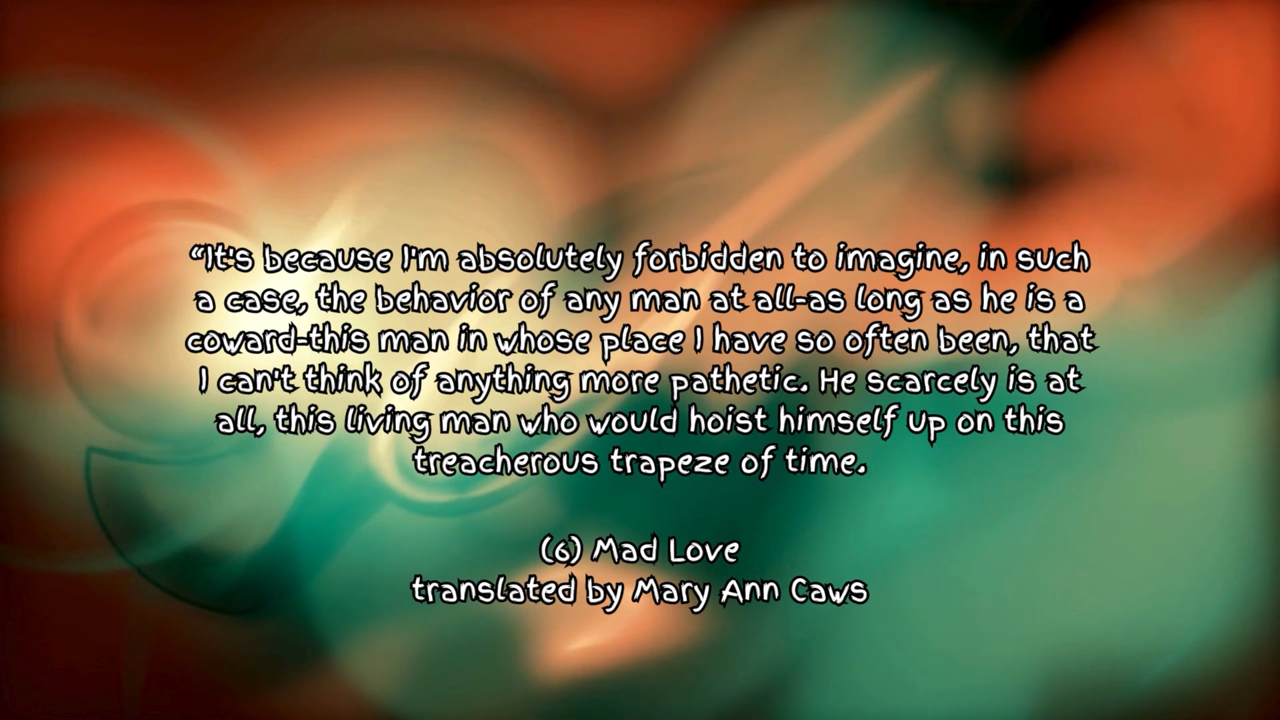 “It's because I'm absolutely forbidden to imagine, in such
a case, the behavior of any man at all-as long as he is a
coward-this man in whose place I have so often been, that
I can't think of anything more pathetic. He scarcely is at
all, this living man who would hoist himself up on this
treacherous trapeze of time.
(6) Mad Love
translated by Mary Ann Caws